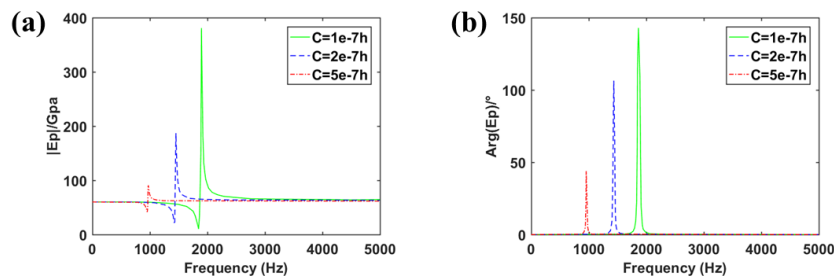 (a)
400
300
200
100
0
|Ep|/Gpa
C=1e-7h
C=2e-7h
C=5e-7h
0 1000 2000 3000 4000 5000
Frequency (Hz)
(b)
150
100
50
0
Arg(Ep)/°
C=1e-7h
C=2e-7h
C=5e-7h
0 1000 2000 3000 4000 5000
Frequency (Hz)